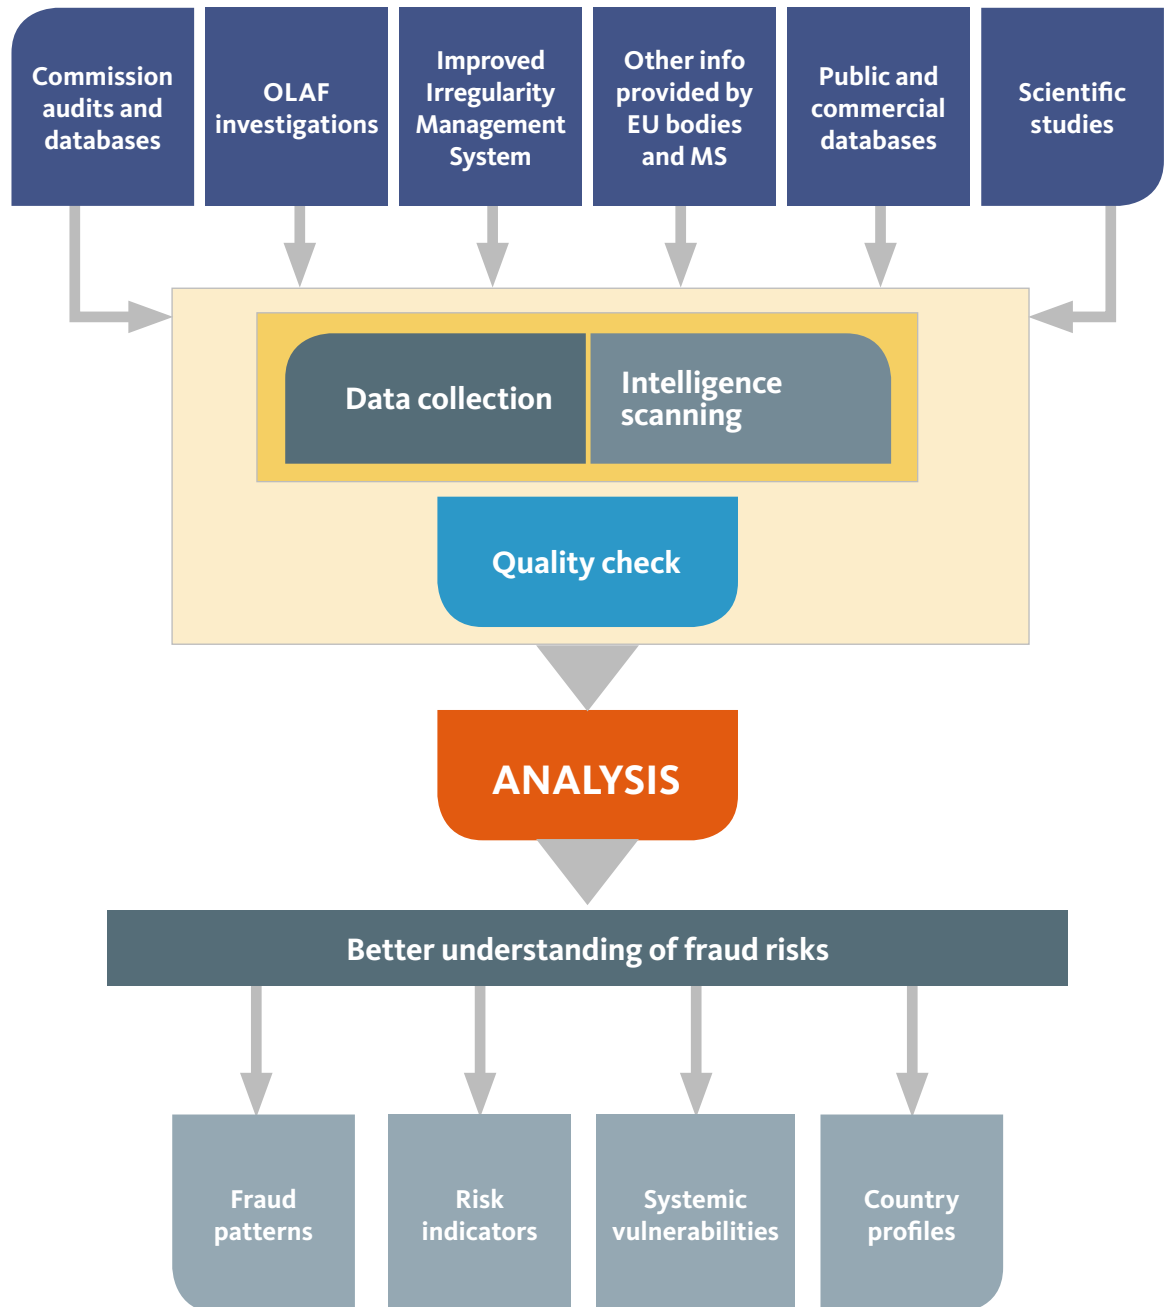 Commission
audits and
databases
OLAF
investigations
Improved
Irregularity
Management
System
Other info
provided by
EU bodies
and MS
Public and
commercial
databases
Scientific
studies
Data collection
Intelligence
scanning
Quality check
ANALYSIS
Better understanding of fraud risks
Fraud
patterns
Risk
indicators
Systemic
vulnerabilities
Country
profiles